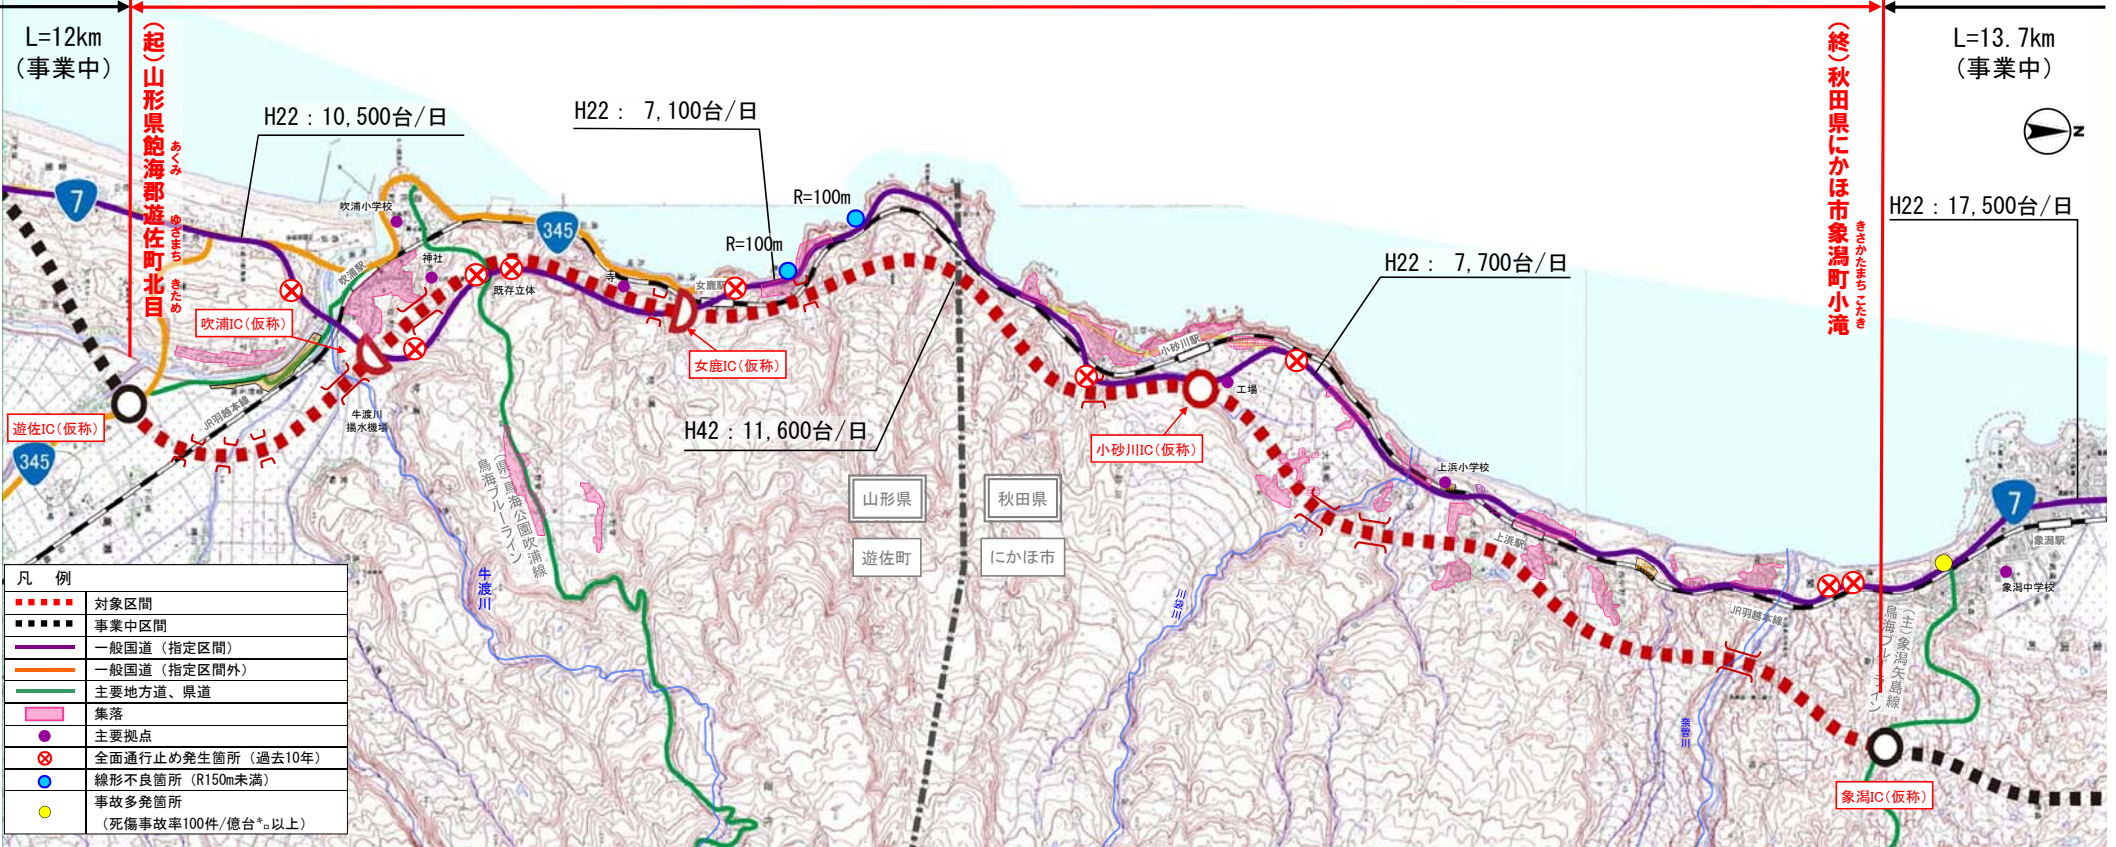 L=12km
（事業中）
（起）山形県飽海郡遊佐町北目
あくみ
ゆざまち
きため
H22：10,500台/日
H22： 7,100台/日
R=100m
R=100m
（終）秋田県にかほ市象潟町小滝
きさかたまち こたき
L=13.7km
（事業中）
N
H22：17,500台/日
H22： 7,700台/日
H42：11,600台/日
7
345
345
7
吹浦小学校
吹浦駅
神社
既存立体
寺
女鹿駅
吹浦IC(仮称)
女鹿IC(仮称)
遊佐IC(仮称)
JR羽越本線
牛渡川
揚水機場
牛渡川
（県）鳥海公園吹浦線
鳥海ブルーライン
山形県
秋田県
遊佐町
にかほ市
小砂川駅
工場
小砂川IC(仮称)
川袋川
上浜小学校
上浜駅
JR羽越本線
奈曽川
（主）象潟矢島線
鳥海ブルーライン
象潟駅
象潟中学校
象潟IC(仮称)
凡 例
対象区間
事業中区間
一般国道（指定区間）
一般国道（指定区間外）
主要地方道、県道
集落
主要拠点
全面通行止め発生箇所（過去10年）
線形不良箇所（R150m未満）
事故多発箇所
（死傷事故率100件/億台㌔以上）